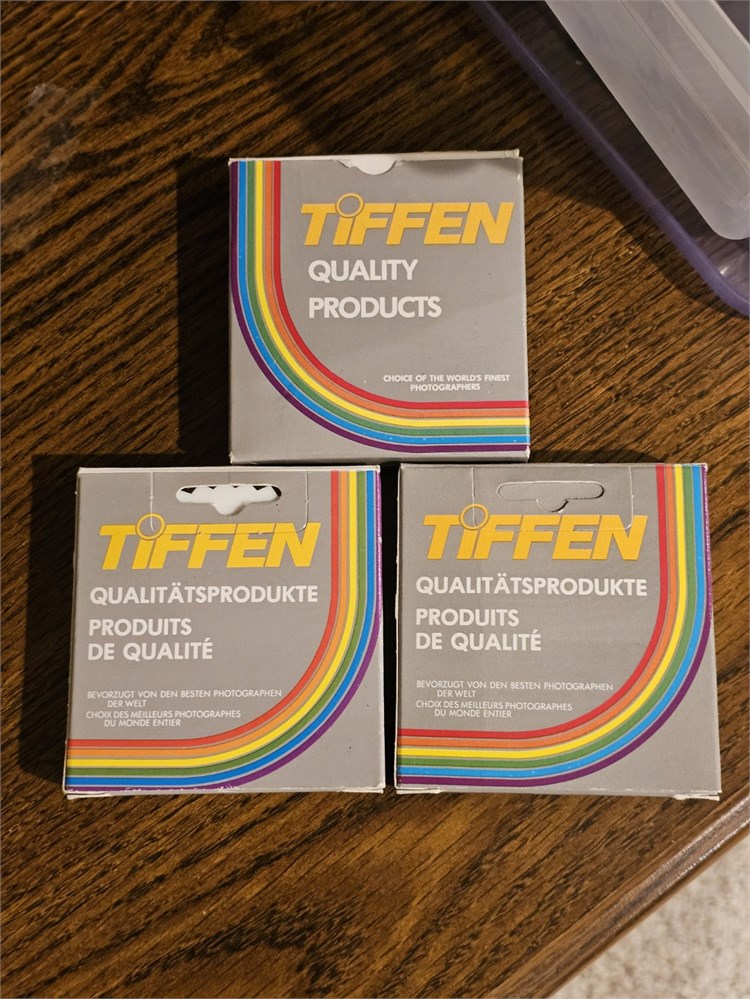 TiFFEN
QUALITY
PRODUCTS
CHOICE OF THE WORLD'S FINEST
PHOTOGRAPHERS
TiFFEN
QUALITÄTSPRODUKTE
PRODUITS
DE QUALITÉ
BEVORZUGT VON DEN BESTEN PHOTOGRAPHEN
DER WELT
CHOIX DES MEILLEURS PHOTOGRAPHES
DU MONDE ENTIER
TiFFEN
QUALITÄTSPRODUKTE
PRODUITS
DE QUALITÉ
BEVORZUGT VON DEN BESTEN PHOTOGRAPHEN
DER WELT
CHOIX DES MEILLEURS PHOTOGRAPHES
DU MONDE ENTIER